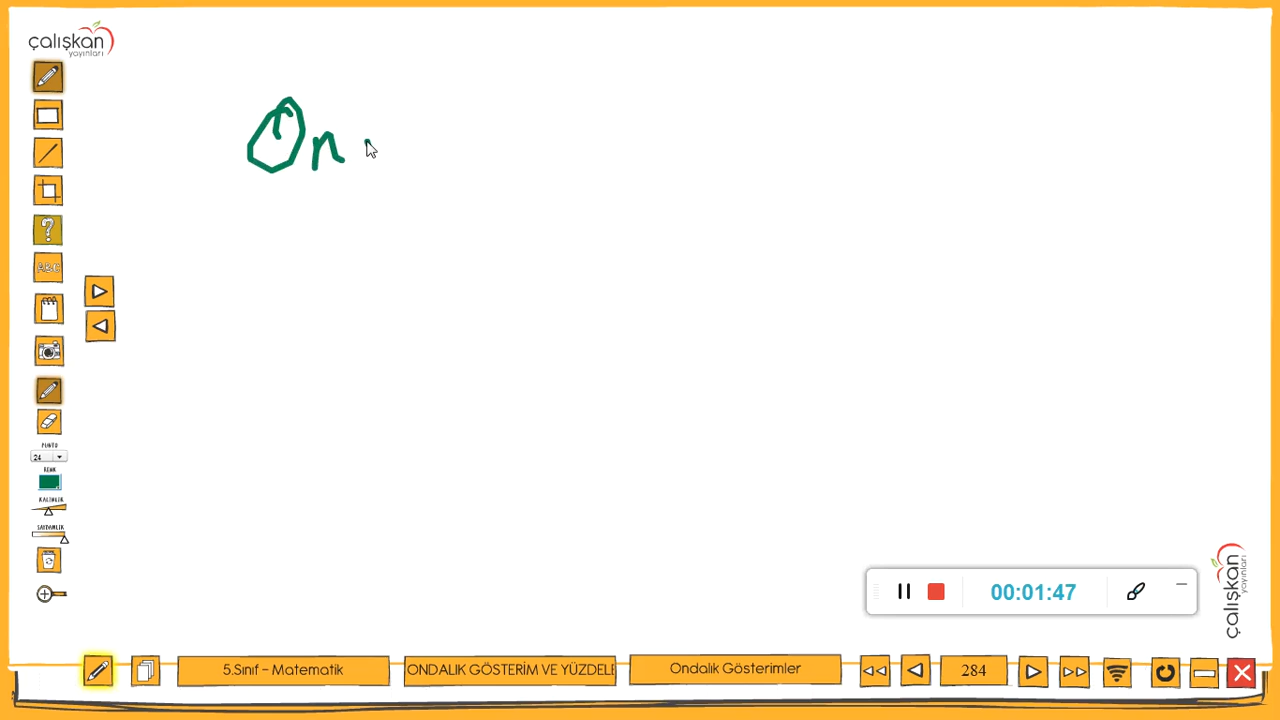 çalışkan
yayınları
On
ABC
PUNTO
24
RENK
KALINLIK
SAYDAMLIK
00:01:47
çalışkan
yayınları
5.Sınıf - Matematik
ONDALIK GÖSTERİM VE YÜZDELE
Ondalık Gösterimler
284